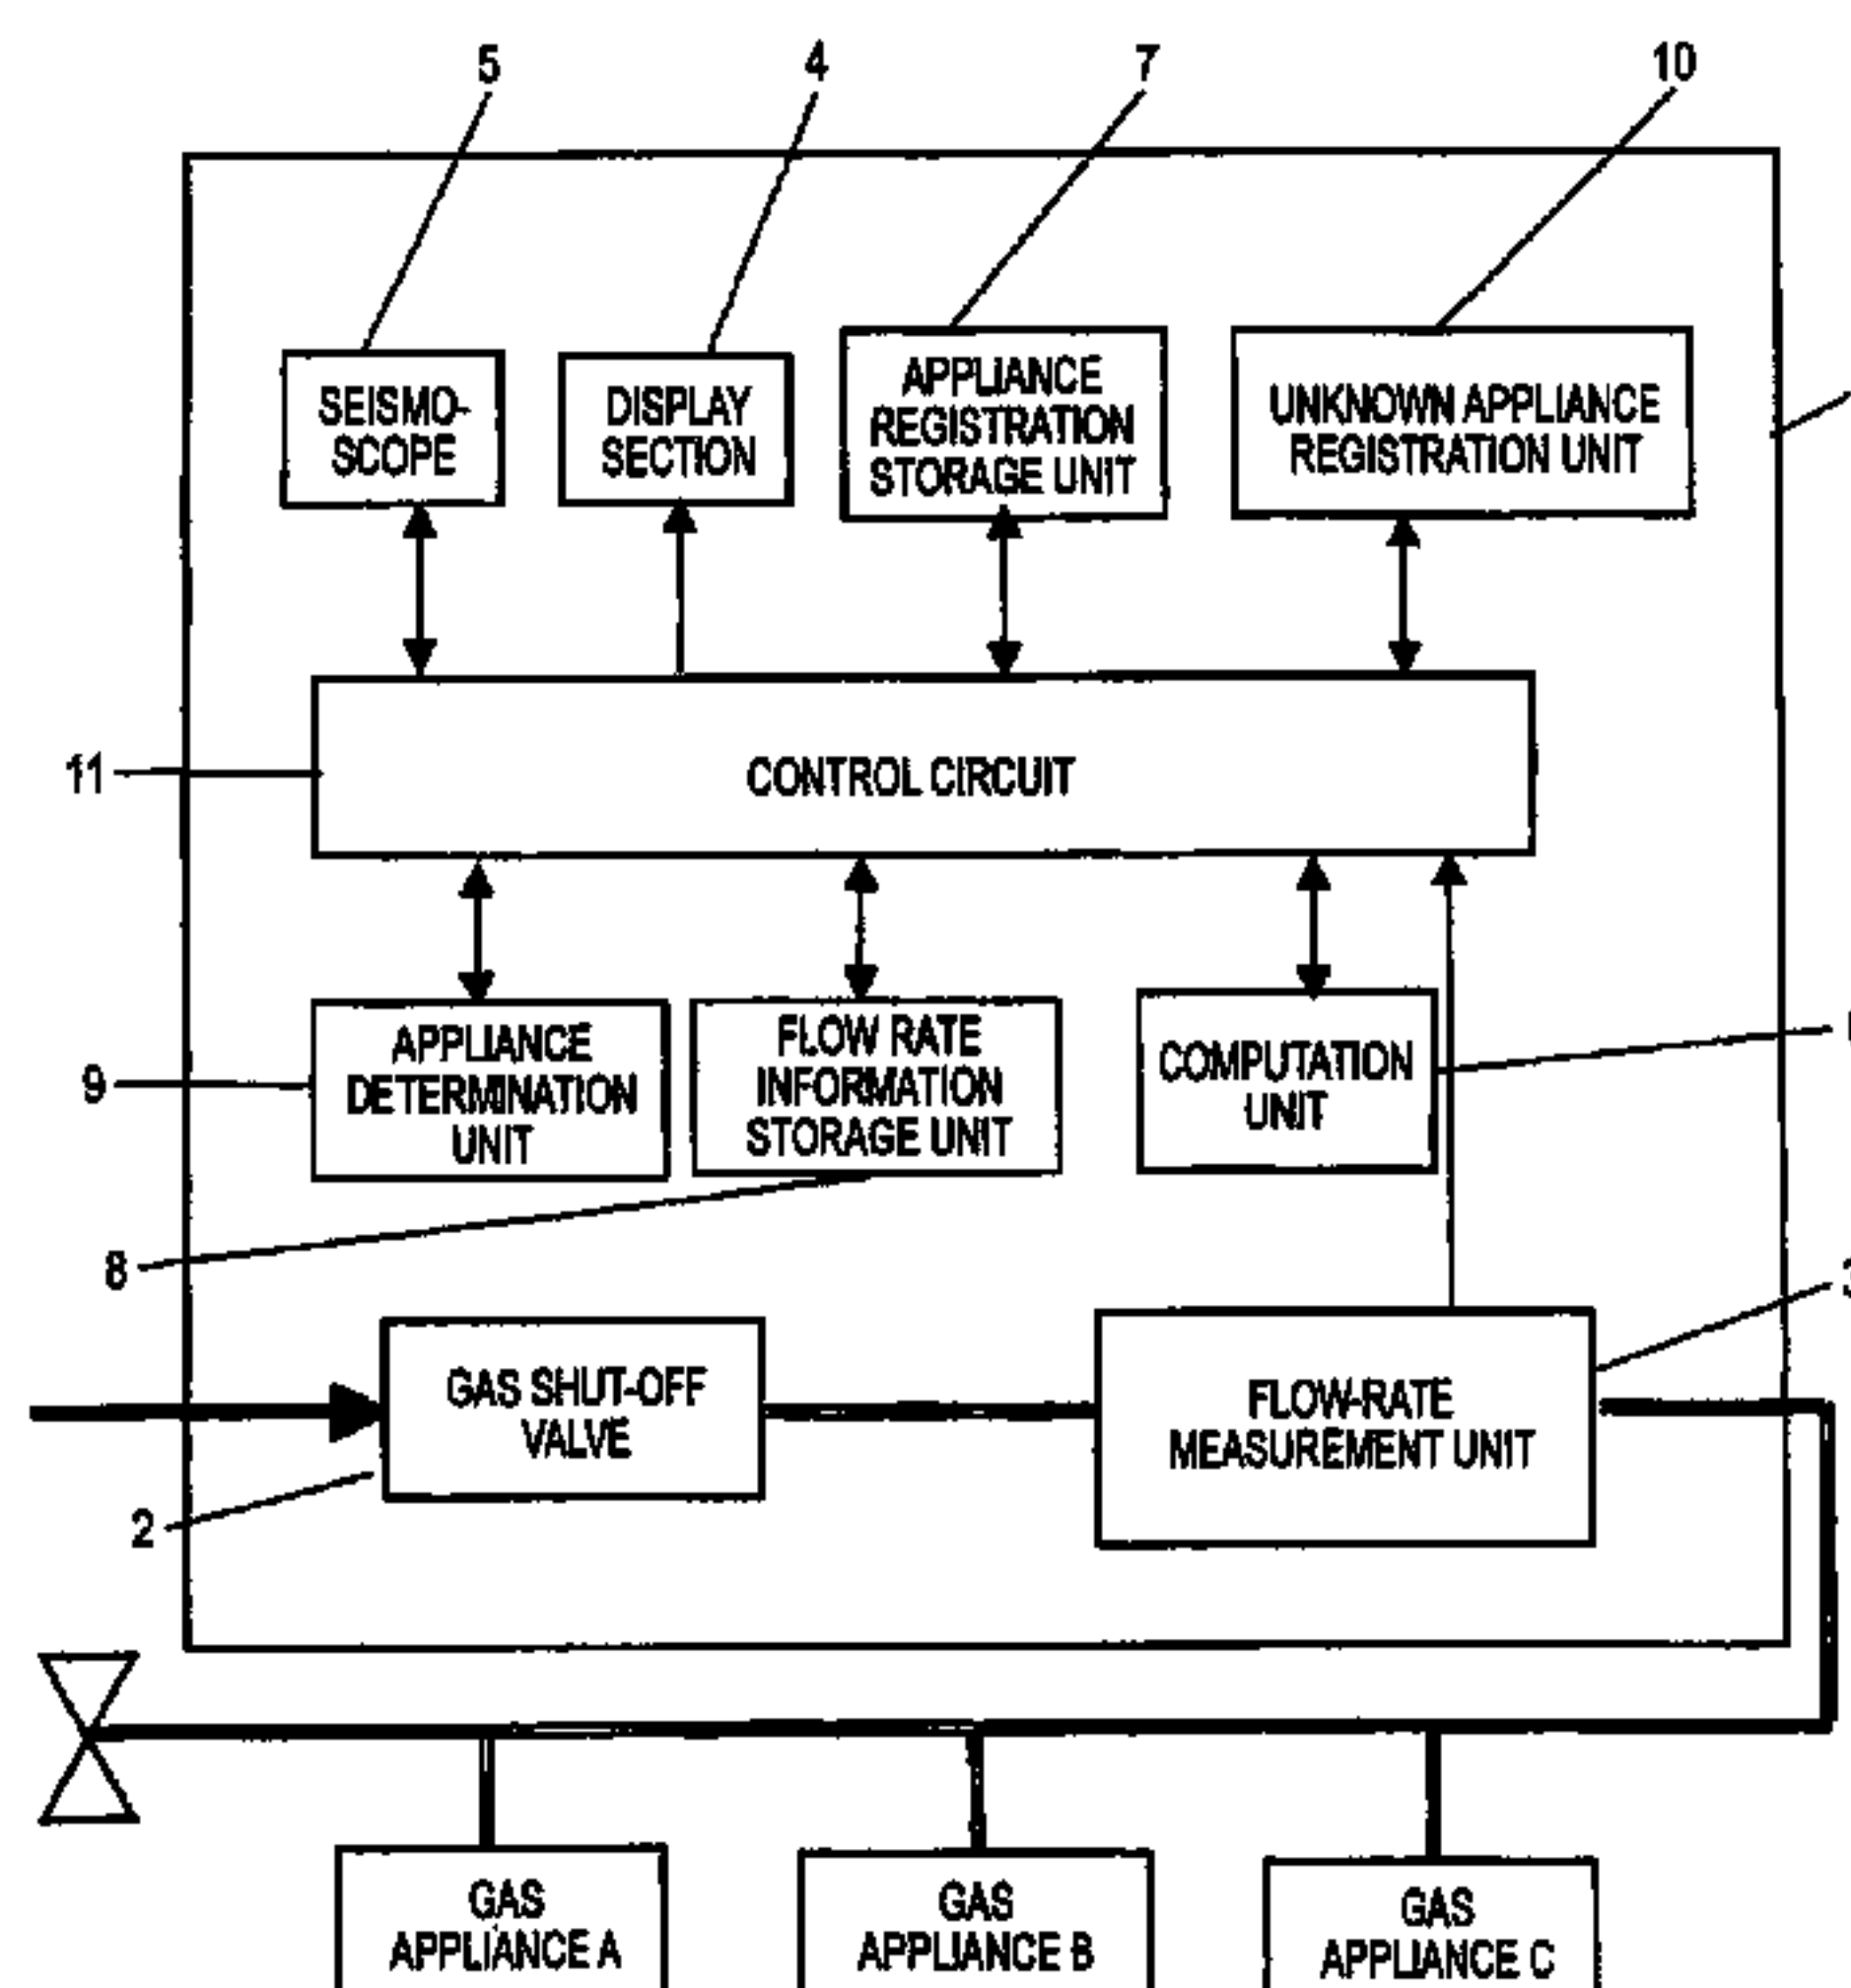 5 4 7 10
SEISMO-
SCOPE
DISPLAY
SECTION
APPLIANCE
REGISTRATION
STORAGE UNIT
UNKNOWN APPLIANCE
REGISTRATION UNIT
11
CONTROL CIRCUIT
9
APPLIANCE
DETERMINATION
UNIT
FLOW RATE
INFORMATION
STORAGE UNIT
COMPUTATION
UNIT
8
3
GAS SHUT-OFF
VALVE
FLOW-RATE
MEASUREMENT UNIT
2
GAS
APPLIANCE A
GAS
APPLIANCE B
GAS
APPLIANCE C